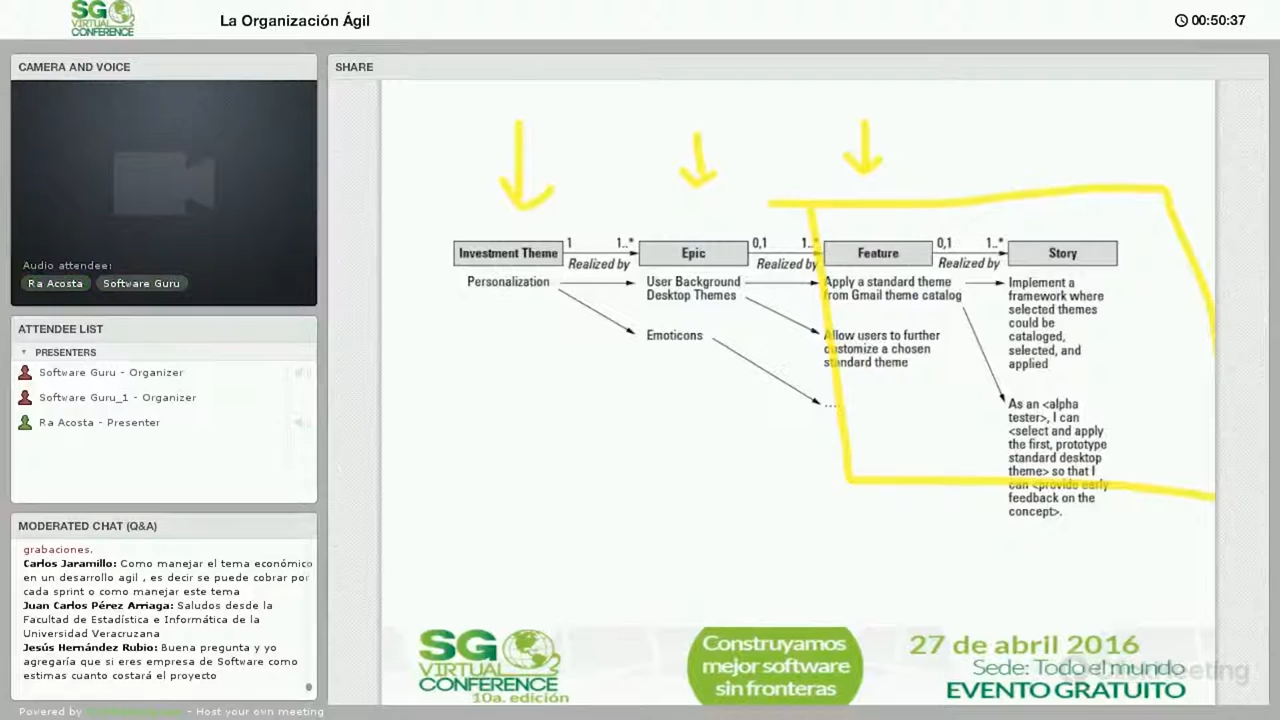 SG
VIRTUAL
CONFERENCE
La Organización Ágil
00:50:37
CAMERA AND VOICE
Audio attendee:
Ra Acosta
Software Guru
ATTENDEE LIST
PRESENTERS
Software Guru - Organizer
Software Guru_1 - Organizer
Ra Acosta - Presenter
MODERATED CHAT (Q&A)
grabaciones.
Carlos Jaramillo: Como manejar el tema económico
en un desarrollo agil , es decir se puede cobrar por
cada sprint o como manejar este tema
Juan Carlos Pérez Arriaga: Saludos desde la
Facultad de Estadística e Informática de la
Universidad Veracruzana
Jesús Hernández Rubio: Buena pregunta y yo
agregaría que si eres empresa de Software como
estimas cuanto costará el proyecto
Powered by
- Host your own meeting
SHARE
Investment Theme
1
1..*
Realized by
Epic
0,1
1..*
Realized by
Feature
0,1
1..*
Realized by
Story
Personalization
User Background
Desktop Themes
Emoticons
Apply a standard theme
from Gmail theme catalog
Allow users to further
customize a chosen
standard theme
....
Implement a
framework where
selected themes
could be
cataloged,
selected, and
applied
As an <alpha
tester>, I can
<select and apply
the first, prototype
standard desktop
theme> so that I
can <provide early
feedback on the
concept>.
SG
VIRTUAL
CONFERENCE
10a. edición
Construyamos
mejor software
sin fronteras
27 de abril 2016
Sede: Todo el mundo
EVENTO GRATUITO